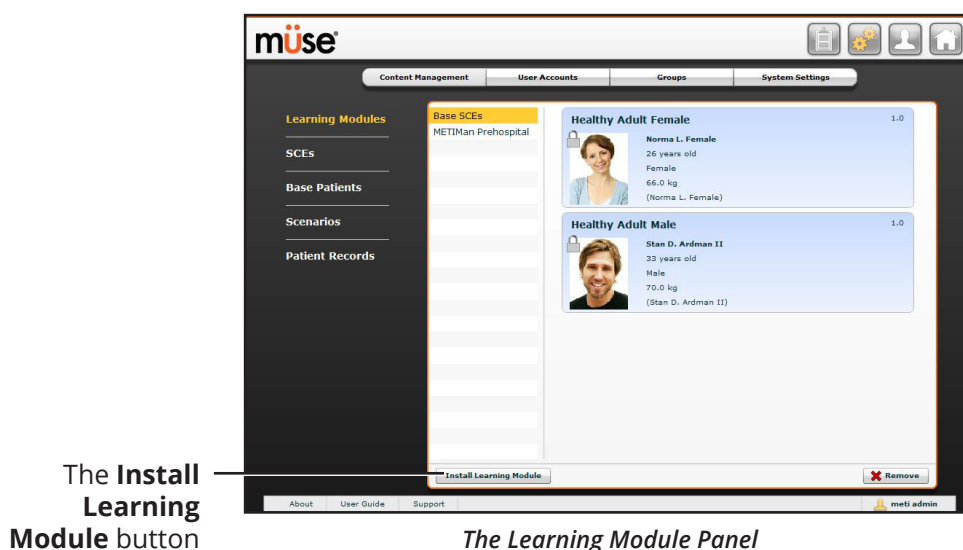 müse
Content Management User Accounts Groups System Settings
Learning Modules
SCEs
Base Patients
Scenarios
Patient Records
Base SCEs
METIMan Prehospital
Healthy Adult Female 1.0
Norma L. Female
26 years old
Female
66.0 kg
(Norma L. Female)
Healthy Adult Male 1.0
Stan D. Ardman II
33 years old
Male
70.0 kg
(Stan D. Ardman II)
Install Learning Module
Remove
About User Guide Support
meti admin
The Install
Learning
Module button
The Learning Module Panel